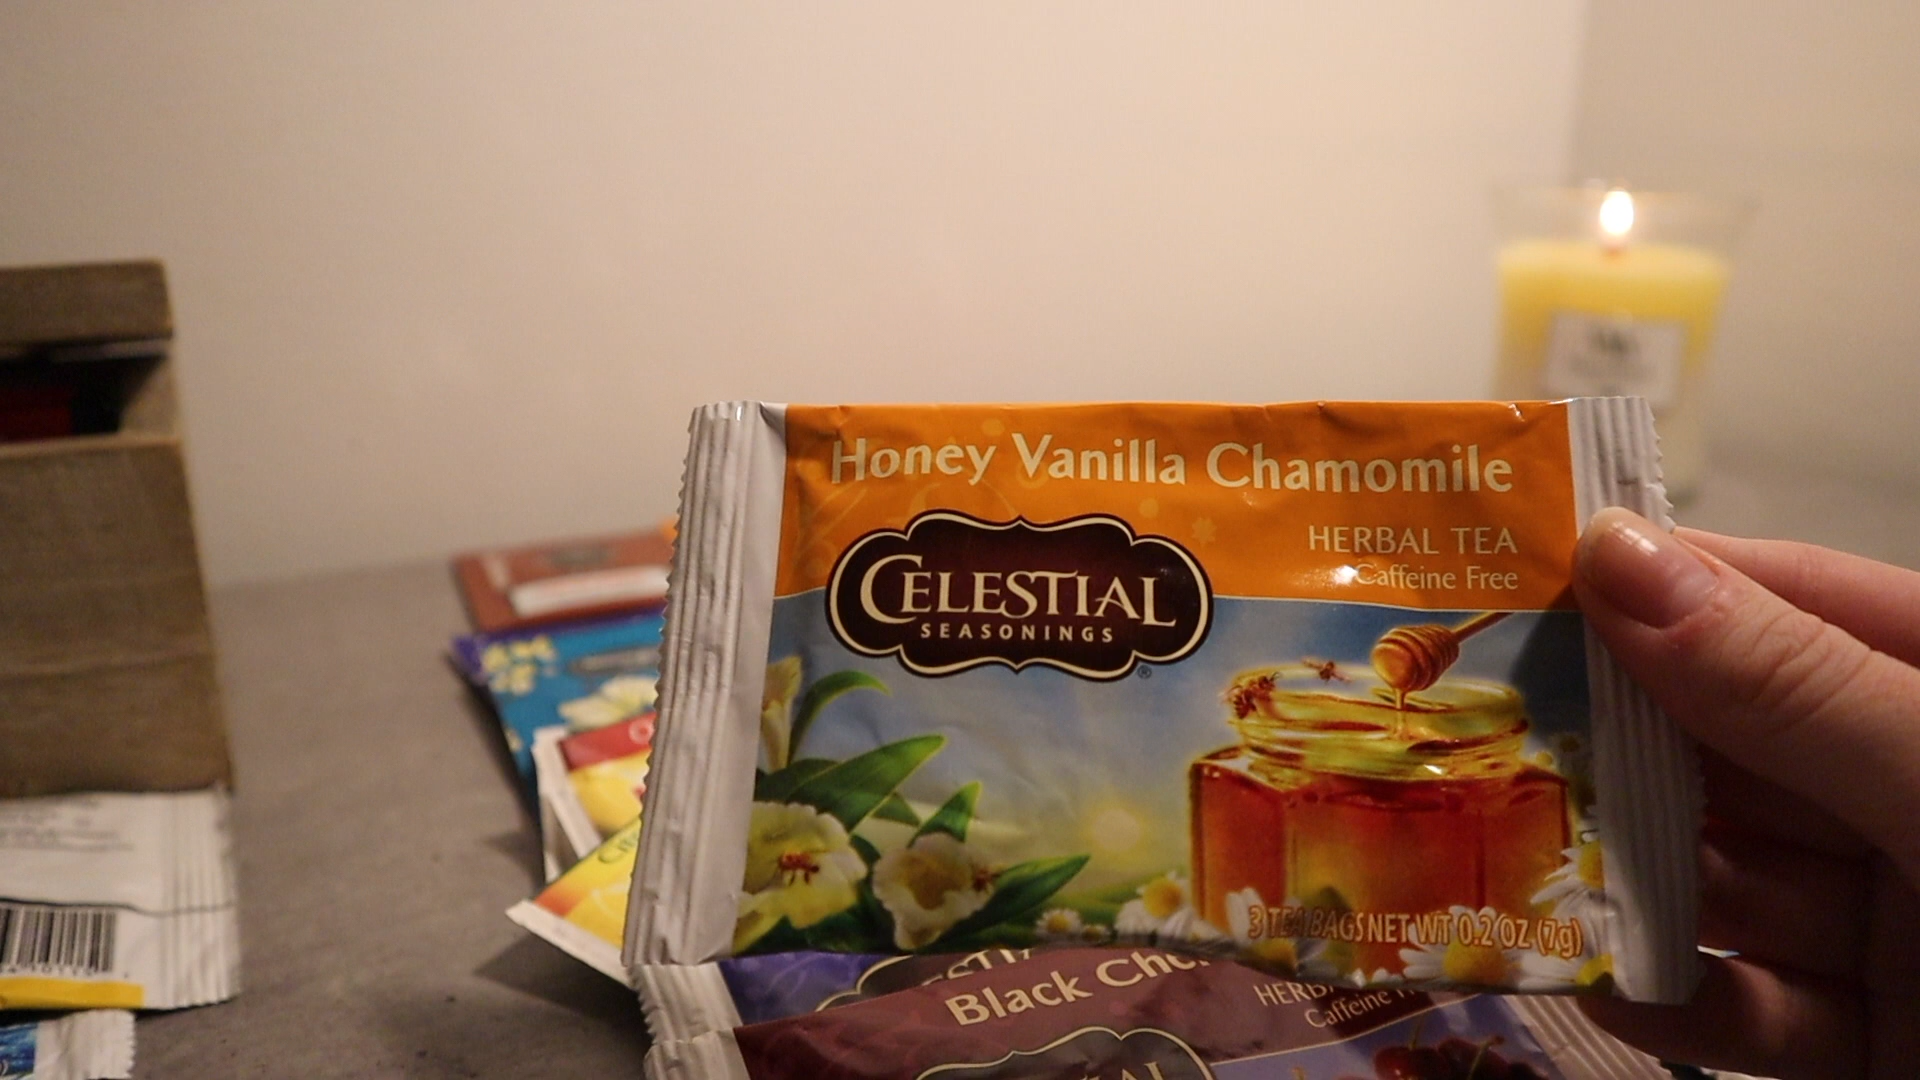 Honey Vanilla Chamomile
HERBAL TEA
Caffeine Free
CELESTIAL
SEASONINGS
®
3 TEA BAGS NET WT 0.2 OZ (7g)
Black
HERB
Caffeine